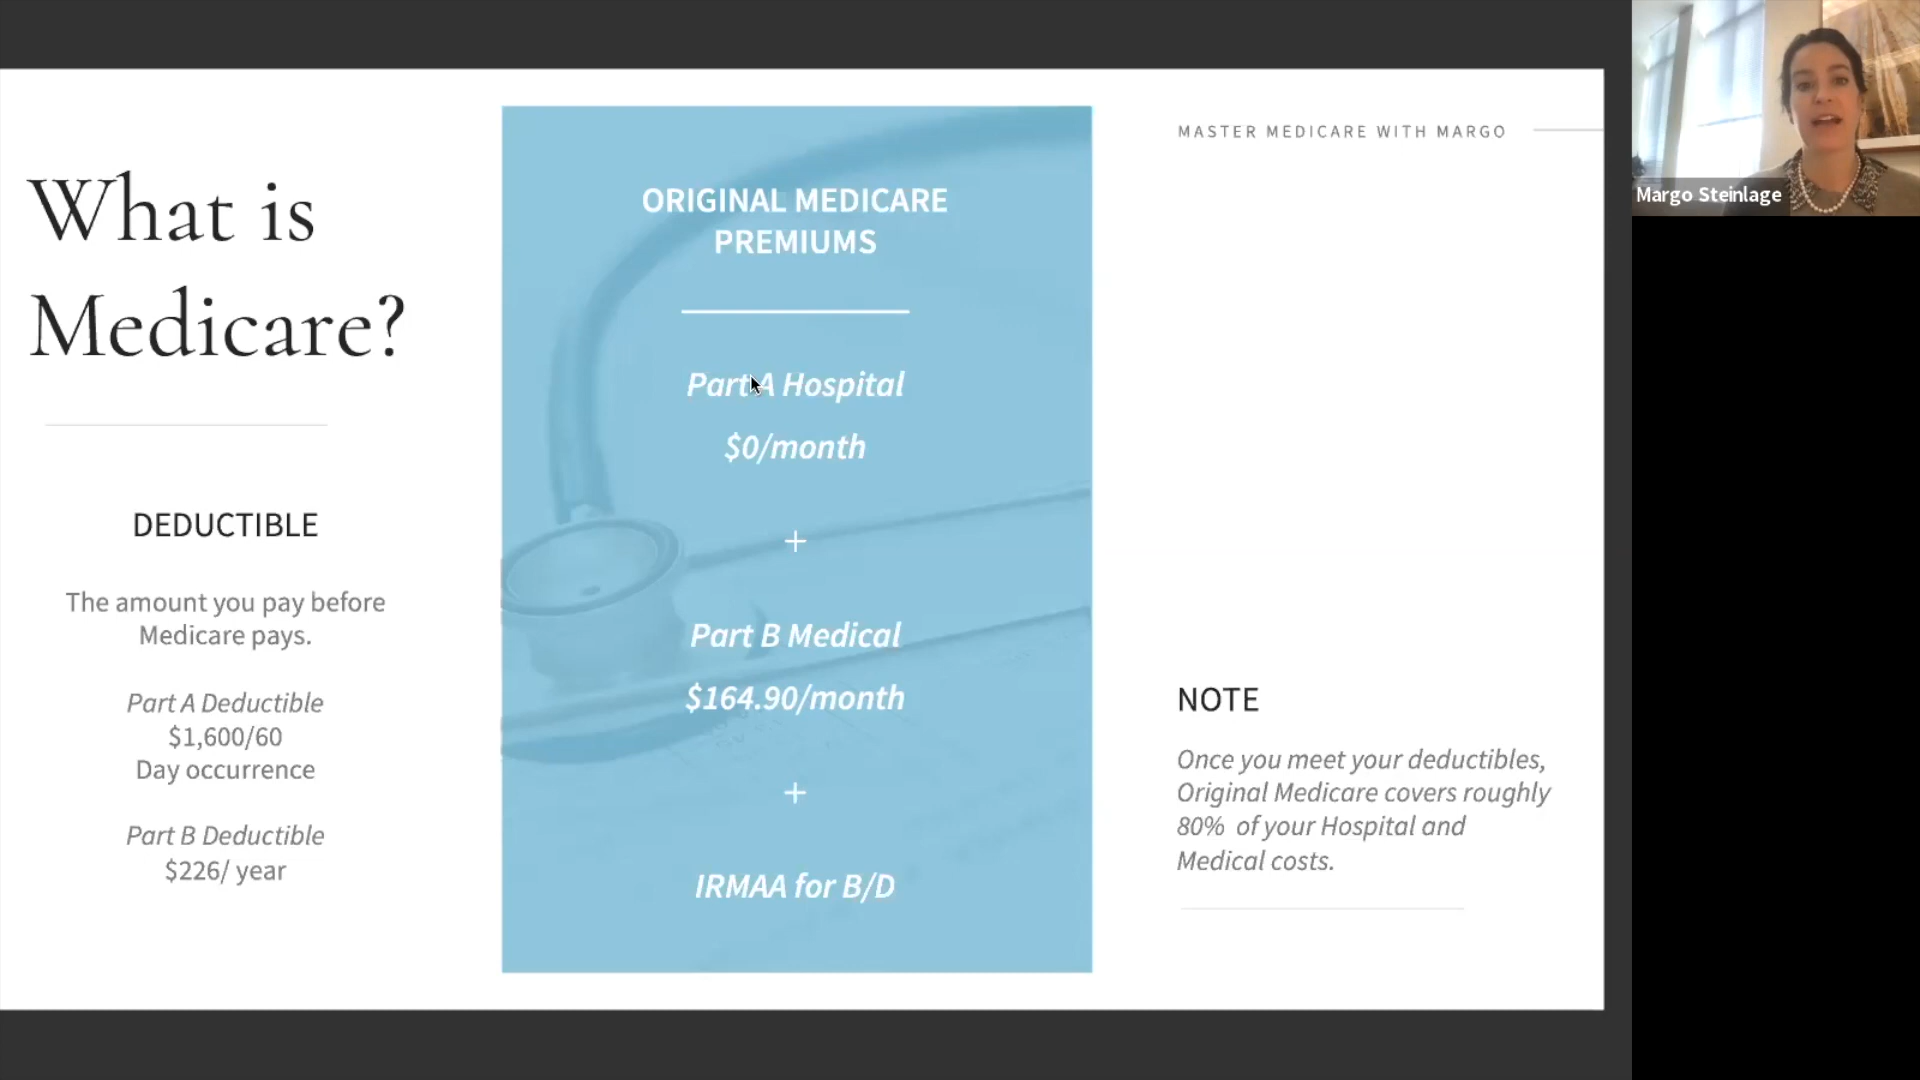 What is
Medicare?
DEDUCTIBLE
The amount you pay before
Medicare pays.
Part A Deductible
$1,600/60
Day occurrence
Part B Deductible
$226/ year
ORIGINAL MEDICARE
PREMIUMS
Part A Hospital
$0/month
+
Part B Medical
$164.90/month
+
IRMAA for B/D
MASTER MEDICARE WITH MARGO
NOTE
Once you meet your deductibles,
Original Medicare covers roughly
80% of your Hospital and
Medical costs.
Margo Steinlage